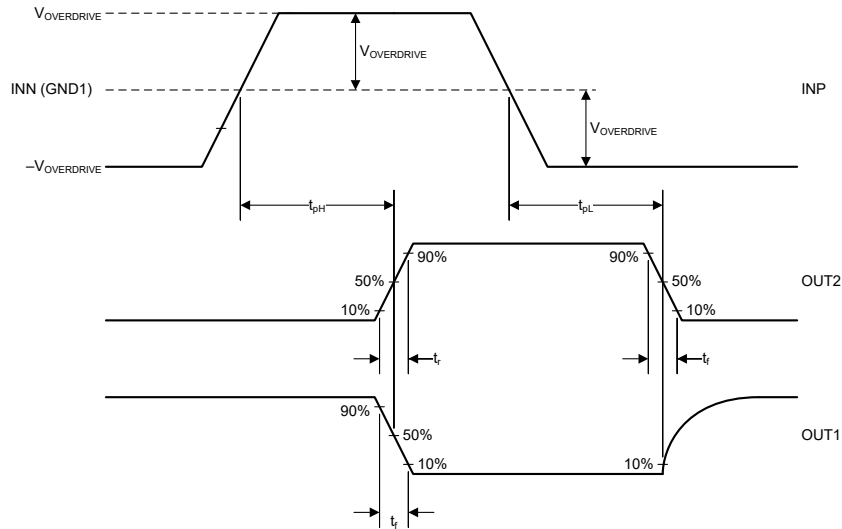 VOVERDRIVE
VOVERDRIVE
INN (GND1)
INP
VOVERDRIVE
–VOVERDRIVE
tpH
tpL
90%
90%
50%
50%
OUT2
10%
10%
tr
tf
90%
50%
OUT1
10%
10%
tf